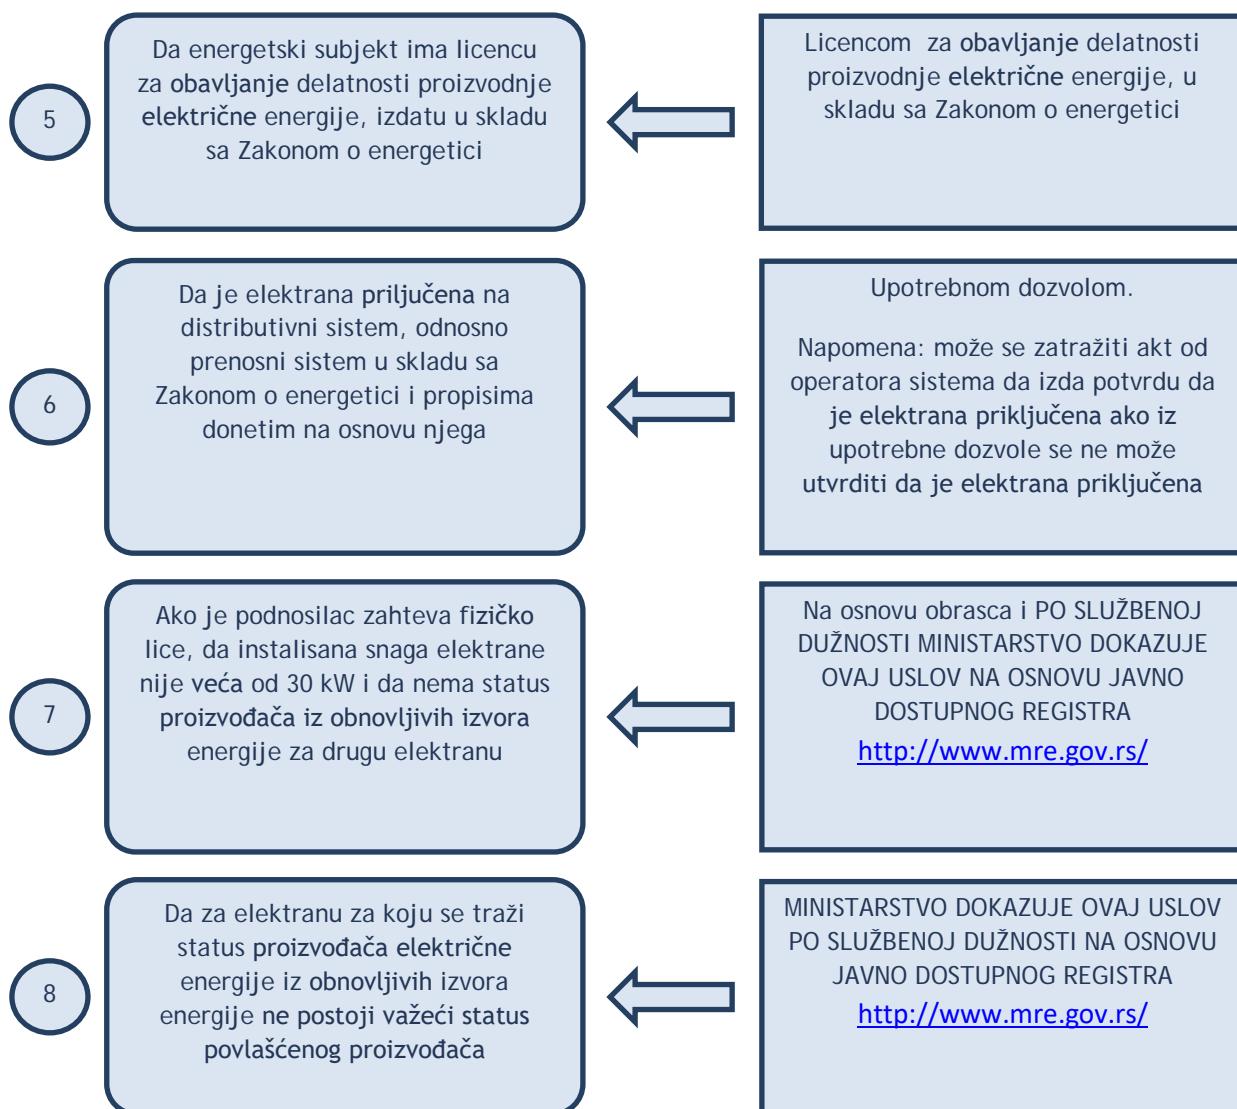 5
Da energetski subjekt ima licencu
za obavljanje delatnosti proizvodnje
električne energije, izdatu u skladu
sa Zakonom o energetici
Licencom za obavljanje delatnosti
proizvodnje električne energije, u
skladu sa Zakonom o energetici
6
Da je elektrana priljučena na
distributivni sistem, odnosno
prenosni sistem u skladu sa
Zakonom o energetici i propisima
donetim na osnovu njega
Upotrebnom dozvolom.
Napomena: može se zatražiti akt od
operatora sistema da izda potvrdu da
je elektrana priključena ako iz
upotrebne dozvole se ne može
utvrditi da je elektrana priključena
7
Ako je podnosilac zahteva fizičko
lice, da instalisana snaga elektrane
nije veća od 30 kW i da nema status
proizvođača iz obnovljivih izvora
energije za drugu elektranu
Na osnovu obrasca i PO SLUŽBENOJ
DUŽNOSTI MINISTARSTVO DOKAZUJE
OVAJ USLOV NA OSNOVU JAVNO
DOSTUPNOG REGISTRA
http://www.mre.gov.rs/
8
Da za elektranu za koju se traži
status proizvođača električne
energije iz obnovljivih izvora
energije ne postoji važeći status
povlašćenog proizvođača
MINISTARSTVO DOKAZUJE OVAJ USLOV
PO SLUŽBENOJ DUŽNOSTI NA OSNOVU
JAVNO DOSTUPNOG REGISTRA
http://www.mre.gov.rs/